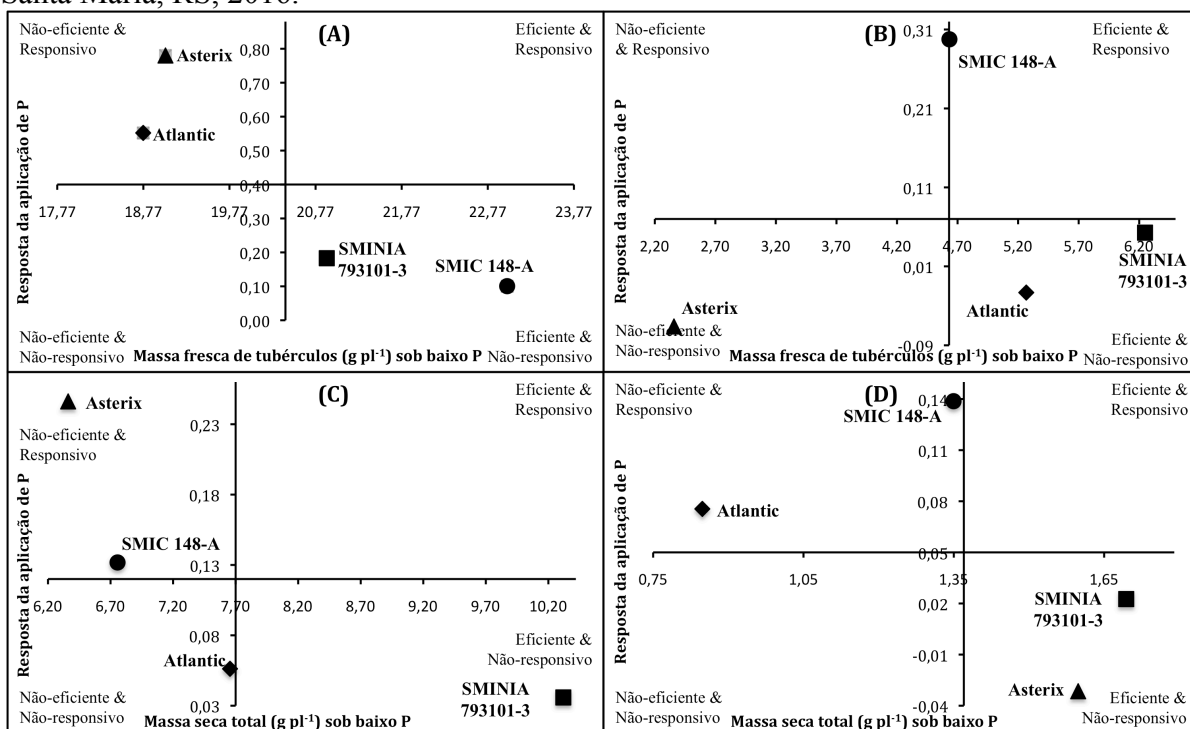 Santa Maria, RS, 2016.
Não-eficiente &
Responsivo
(A)
Eficiente &
Responsivo
0,80
0,70
0,60
0,50
0,40
0,30
0,20
0,10
0,00
Asterix
Atlantic
17,77 18,77 19,77 20,77 21,77 22,77 23,77
SMINIA
793101-3
SMIC 148-A
Resposta da aplicação de P
Não-eficiente &
Não-responsivo
Massa fresca de tubérculos (g pl-1) sob baixo P
Eficiente &
Não-responsivo
Não-eficiente
& Responsivo
(B)
Eficiente &
Responsivo
0,31
0,21
0,11
0,01
-0,09
SMIC 148-A
2,20 2,70 3,20 3,70 4,20 4,70 5,20 5,70 6,20
SMINIA
793101-3
Atlantic
Asterix
Resposta da aplicação de P
Não-eficiente &
Não-responsivo
Massa fresca de tubérculos (g pl-1) sob baixo P
Eficiente &
Não-responsivo
(C)
Eficiente &
Responsivo
Asterix
Não-eficiente &
Responsivo
0,23
0,18
0,13
0,08
0,03
SMIC 148-A
6,20 6,70 7,20 7,70 8,20 8,70 9,20 9,70 10,20
Atlantic
Eficiente &
Não-responsivo
SMINIA
793101-3
Resposta da aplicação de P
Não-eficiente &
Não-responsivo
Massa seca total (g pl-1) sob baixo P
Não-eficiente &
Responsivo
(D)
Eficiente &
Responsivo
0,14
0,11
0,08
0,05
0,02
-0,01
-0,04
SMIC 148-A
Atlantic
0,75 1,05 1,35 1,65
SMINIA
793101-3
Asterix
Resposta da aplicação de P
Não-eficiente &
Não-responsivo
Massa seca total (g pl-1) sob baixo P
Eficiente &
Não-responsivo